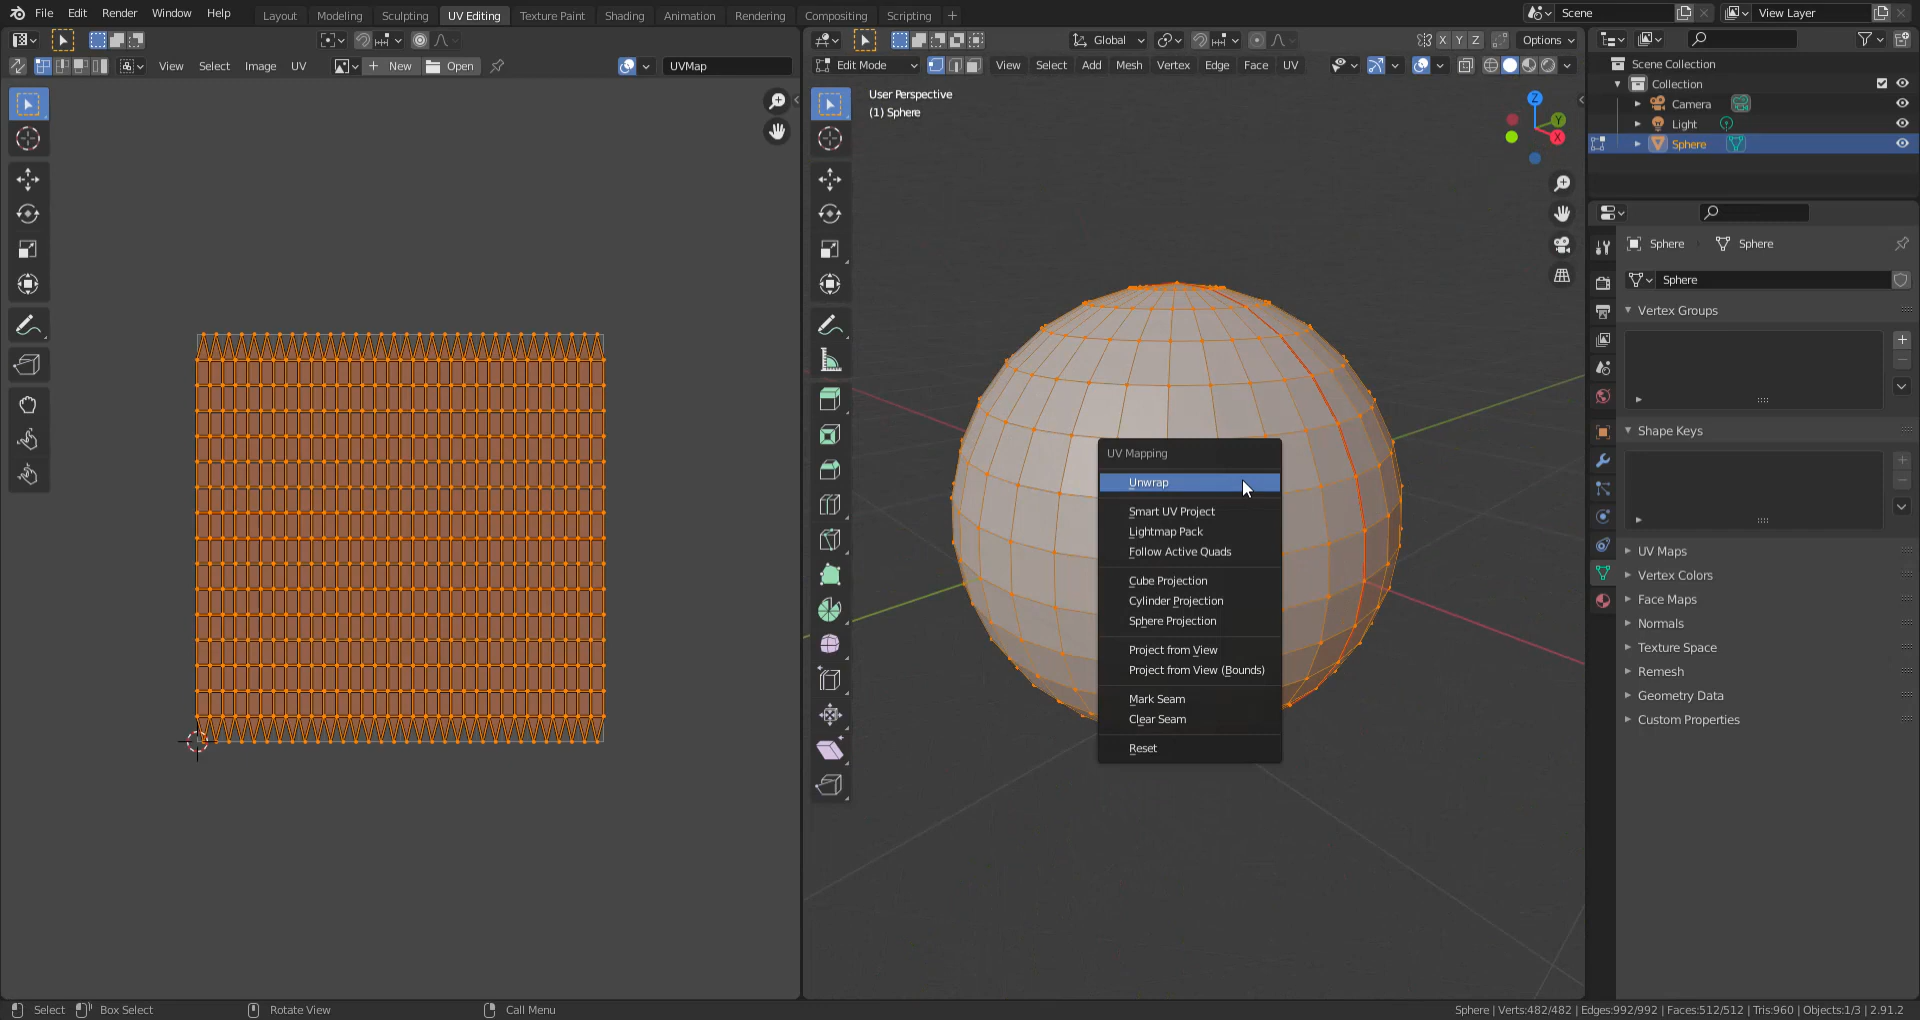 File Edit Render Window Help Layout Modeling Sculpting UV Editing Texture Paint Shading Animation Rendering Compositing Scripting + Scene View Layer
Global X Y Z Options
View Select Image UV New Open UVMap
Edit Mode View Select Add Mesh Vertex Edge Face UV
User Perspective
(1) Sphere
Z
Y
X
UV Mapping
Unwrap
Smart UV Project
Lightmap Pack
Follow Active Quads
Cube Projection
Cylinder Projection
Sphere Projection
Project from View
Project from View (Bounds)
Mark Seam
Clear Seam
Reset
Scene Collection
Collection
Camera
Light
Sphere
Sphere Sphere
Sphere
Vertex Groups
Shape Keys
UV Maps
Vertex Colors
Face Maps
Normals
Texture Space
Remesh
Geometry Data
Custom Properties
Select Box Select Rotate View Call Menu Sphere | Verts:482/482 | Edges:992/992 | Faces:512/512 | Tris:960 | Objects:1/3 | 2.91.2